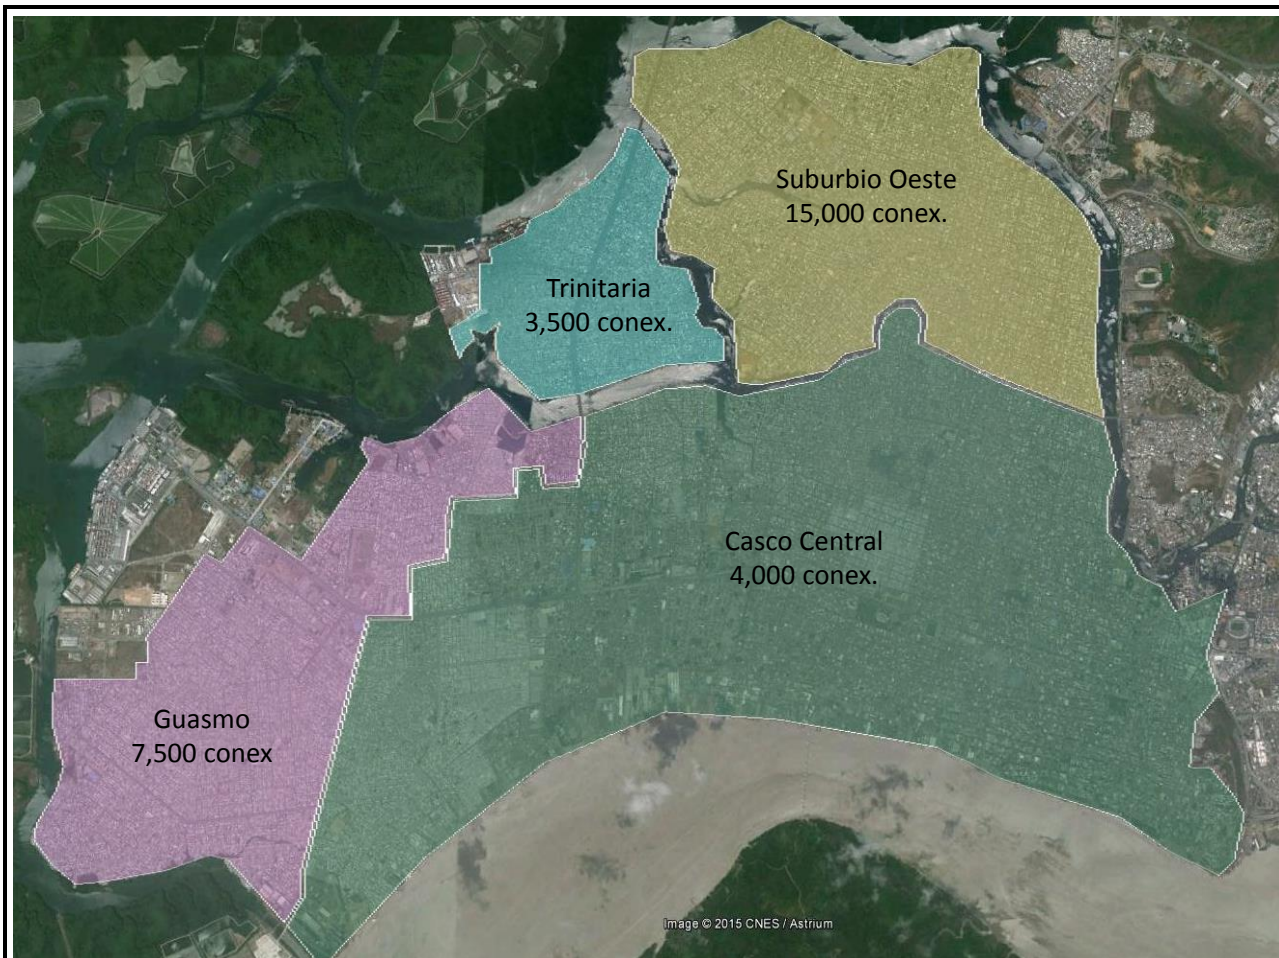 Suburbio Oeste
15,000 conex.
Trinitaria
3,500 conex.
Casco Central
4,000 conex.
Guasmo
7,500 conex
Image © 2015 CNES / Astrium